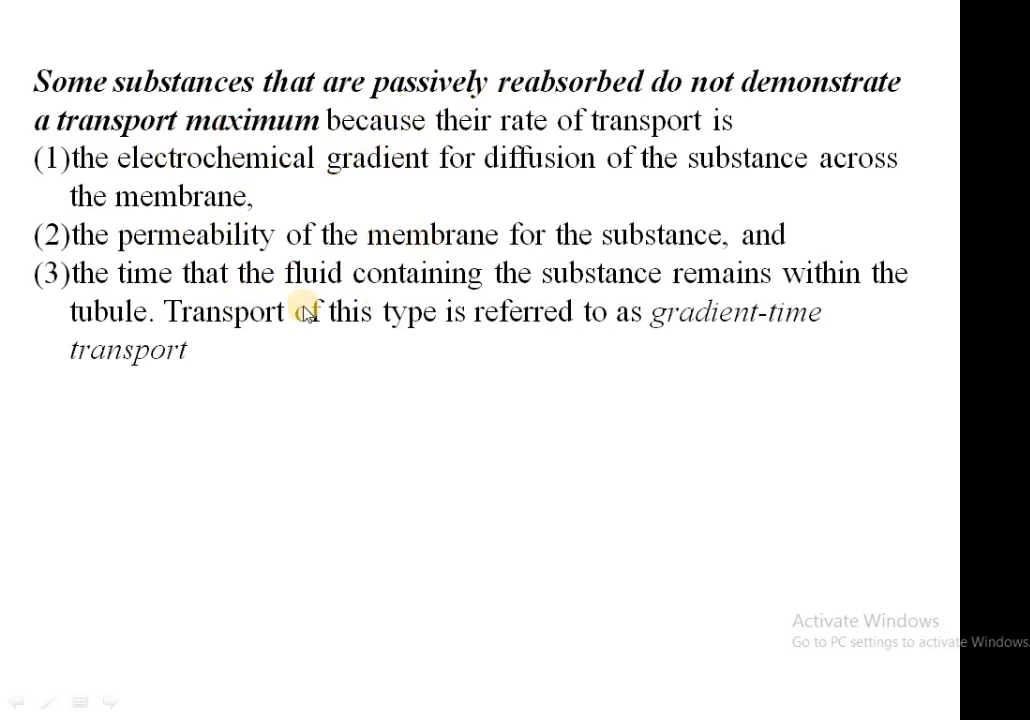 Some substances that are passively reabsorbed do not demonstrate
a transport maximum because their rate of transport is
(1)the electrochemical gradient for diffusion of the substance across
the membrane,
(2)the permeability of the membrane for the substance, and
(3)the time that the fluid containing the substance remains within the
tubule. Transport of this type is referred to as gradient-time
transport
Activate Windows
Go to PC settings to activate Windows.